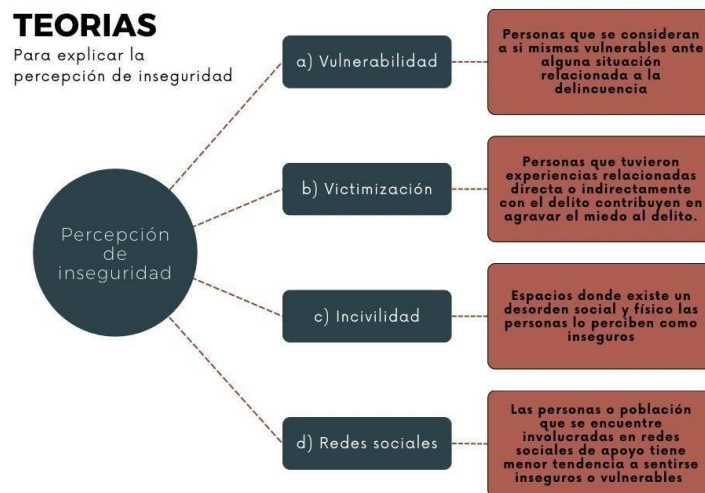 TEORIAS
Para explicar la
percepción de inseguridad
Percepción
de
inseguridad
a) Vulnerabilidad
Personas que se consideran
a si mismas vulnerables ante
alguna situación
relacionada a la
delincuencia
b) Victimización
Personas que tuvieron
experiencias relacionadas
directa o indirectamente
con el delito contribuyen en
agravar el miedo al delito.
c) Incivilidad
Espacios donde existe un
desorden social y físico las
personas lo perciben como
inseguros
d) Redes sociales
Las personas o población
que se encuentre
involucradas en redes
sociales de apoyo tiene
menor tendencia a sentirse
inseguros o vulnerables